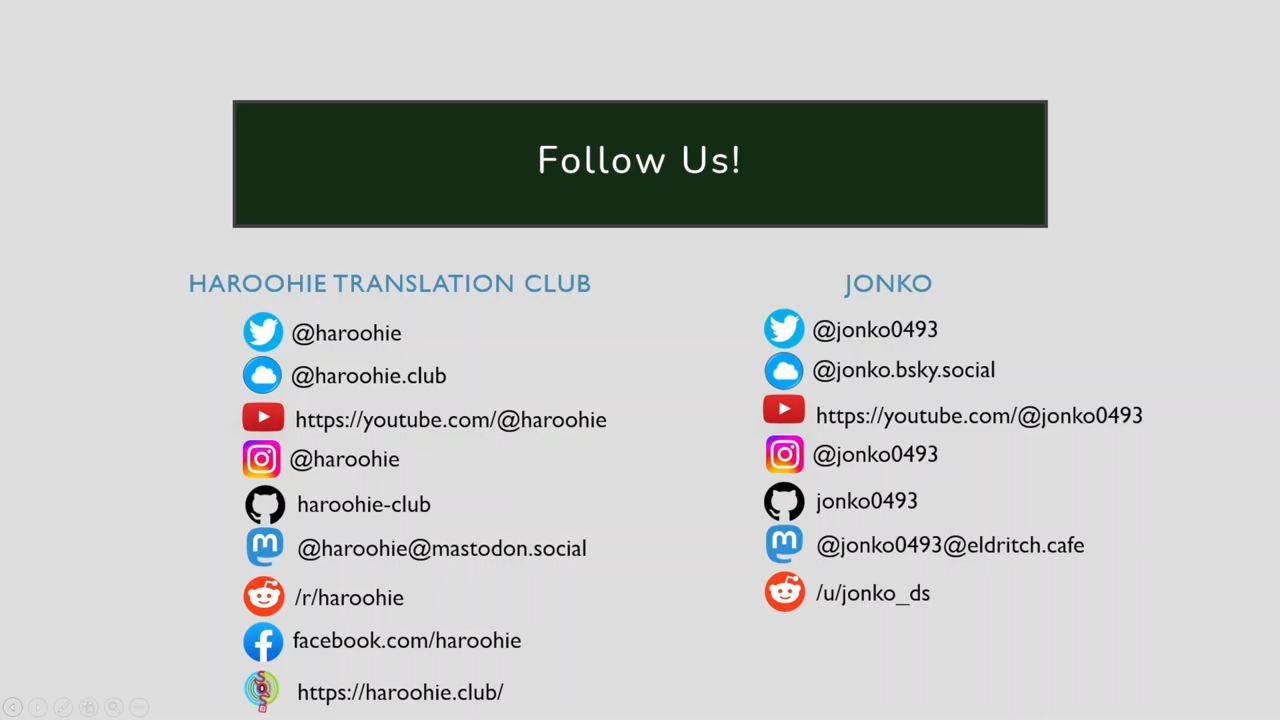 Follow Us!
HAROOHIE TRANSLATION CLUB
@haroohie
@haroohie.club
https://youtube.com/@haroohie
@haroohie
haroohie-club
@haroohie@mastodon.social
/r/haroohie
facebook.com/haroohie
https://haroohie.club/
JONKO
@jonko0493
@jonko.bsky.social
https://youtube.com/@jonko0493
@jonko0493
jonko0493
@jonko0493@eldritch.cafe
/u/jonko_ds